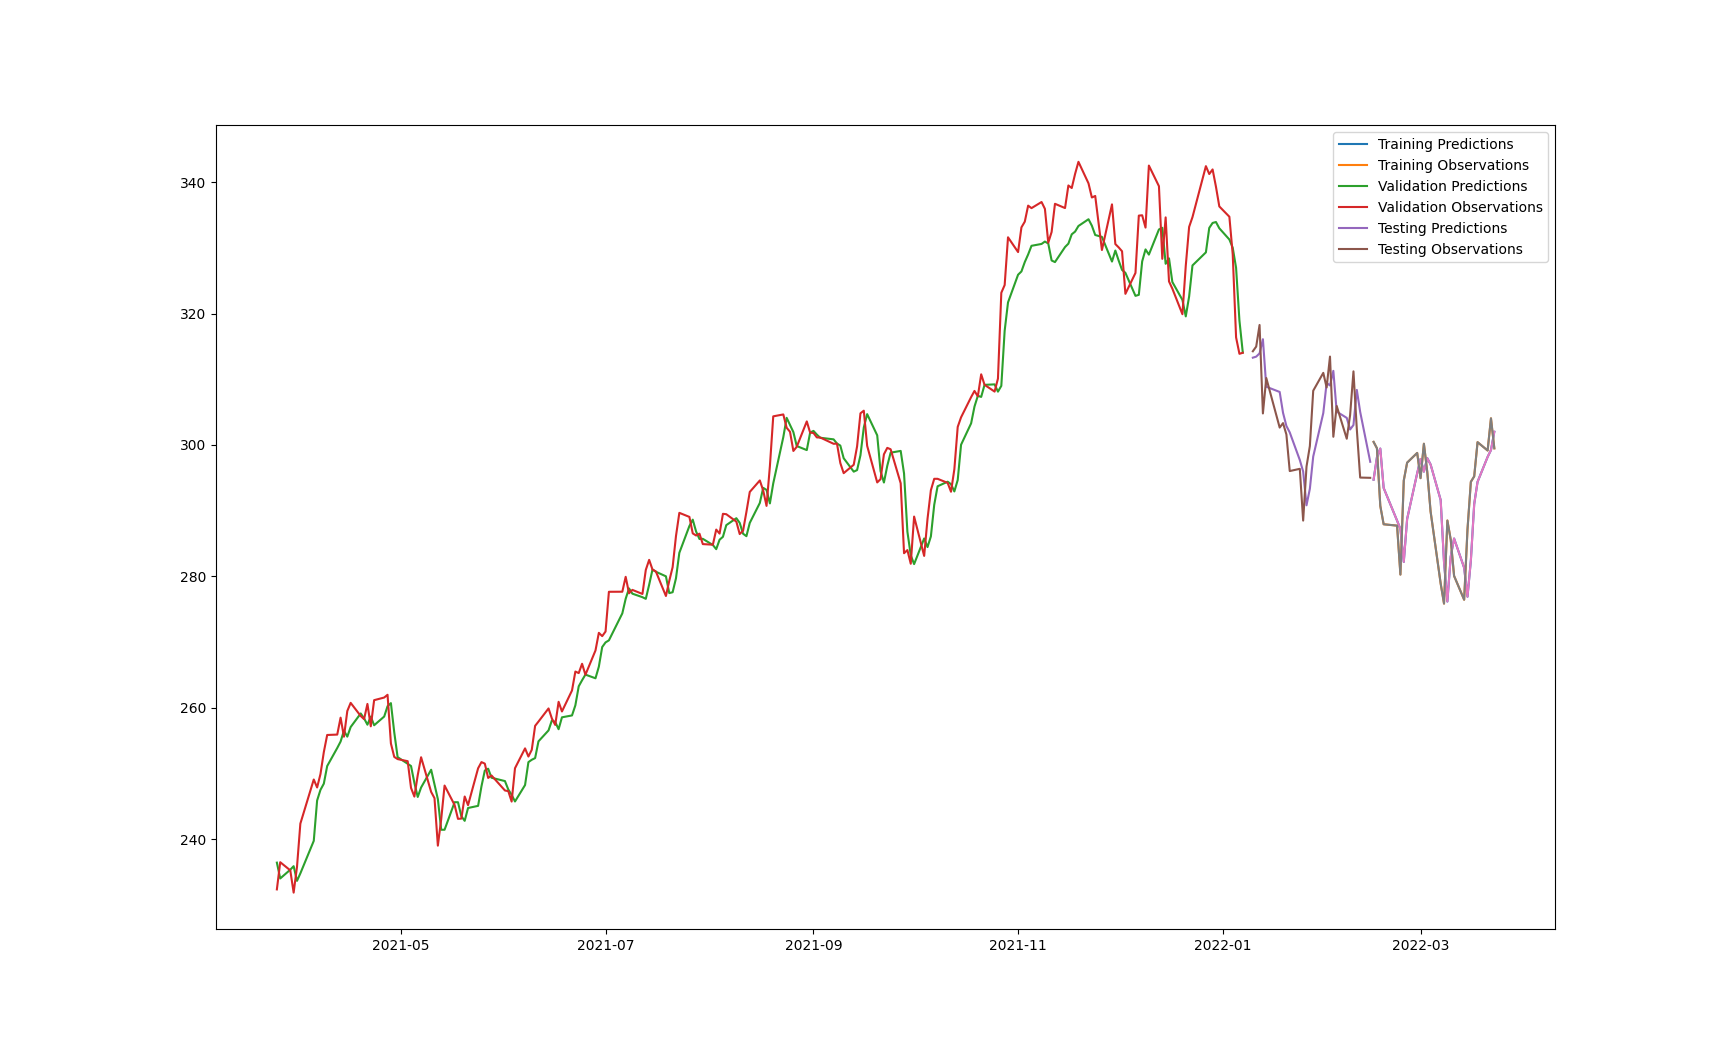 Training Predictions
Training Observations
Validation Predictions
Validation Observations
Testing Predictions
Testing Observations
340
320
300
280
260
240
2021-05
2021-07
2021-09
2021-11
2022-01
2022-03